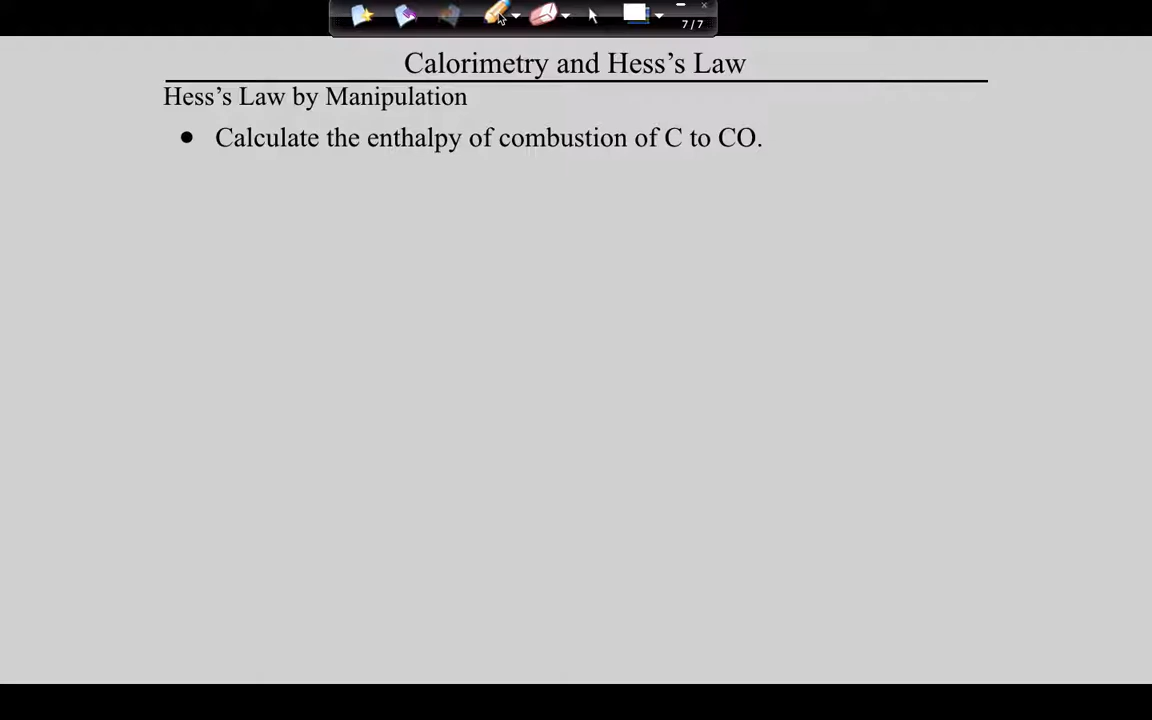 7/7
Calorimetry and Hess’s Law
Hess’s Law by Manipulation
● Calculate the enthalpy of combustion of C to CO.